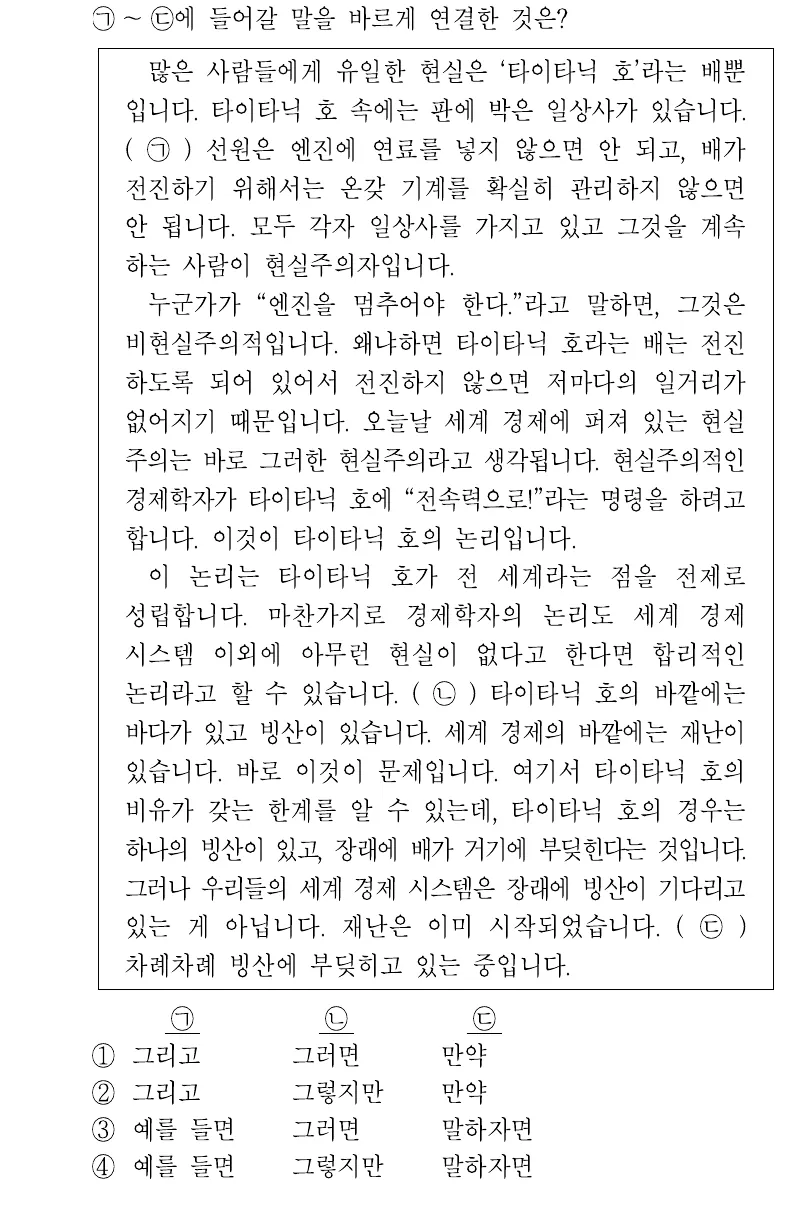 ㉠ ~ ㉢에 들어갈 말을 바르게 연결한 것은?
많은 사람들에게 유일한 현실은 ‘타이타닉 호’라는 배뿐
입니다. 타이타닉 호 속에는 판에 박은 일상사가 있습니다.
( ㉠ ) 선원은 엔진에 연료를 넣지 않으면 안 되고, 배가
전진하기 위해서는 온갖 기계를 확실히 관리하지 않으면
안 됩니다. 모두 각자 일상사를 가지고 있고 그것을 계속
하는 사람이 현실주의자입니다.
누군가가 “엔진을 멈추어야 한다.”라고 말하면, 그것은
비현실주의적입니다. 왜냐하면 타이타닉 호라는 배는 전진
하도록 되어 있어서 전진하지 않으면 저마다의 일거리가
없어지기 때문입니다. 오늘날 세계 경제에 퍼져 있는 현실
주의는 바로 그러한 현실주의라고 생각됩니다. 현실주의적인
경제학자가 타이타닉 호에 “전속력으로!”라는 명령을 하려고
합니다. 이것이 타이타닉 호의 논리입니다.
이 논리는 타이타닉 호가 전 세계라는 점을 전제로
성립합니다. 마찬가지로 경제학자의 논리도 세계 경제
시스템 이외에 아무런 현실이 없다고 한다면 합리적인
논리라고 할 수 있습니다. ( ㉡ ) 타이타닉 호의 바깥에는
바다가 있고 빙산이 있습니다. 세계 경제의 바깥에는 재난이
있습니다. 바로 이것이 문제입니다. 여기서 타이타닉 호의
비유가 갖는 한계를 알 수 있는데, 타이타닉 호의 경우는
하나의 빙산이 있고, 장래에 배가 거기에 부딪힌다는 것입니다.
그러나 우리들의 세계 경제 시스템은 장래에 빙산이 기다리고
있는 게 아닙니다. 재난은 이미 시작되었습니다. ( ㉢ )
차례차례 빙산에 부딪히고 있는 중입니다.
㉠ ㉡ ㉢
① 그리고 그러면 만약
② 그리고 그렇지만 만약
③ 예를 들면 그러면 말하자면
④ 예를 들면 그렇지만 말하자면